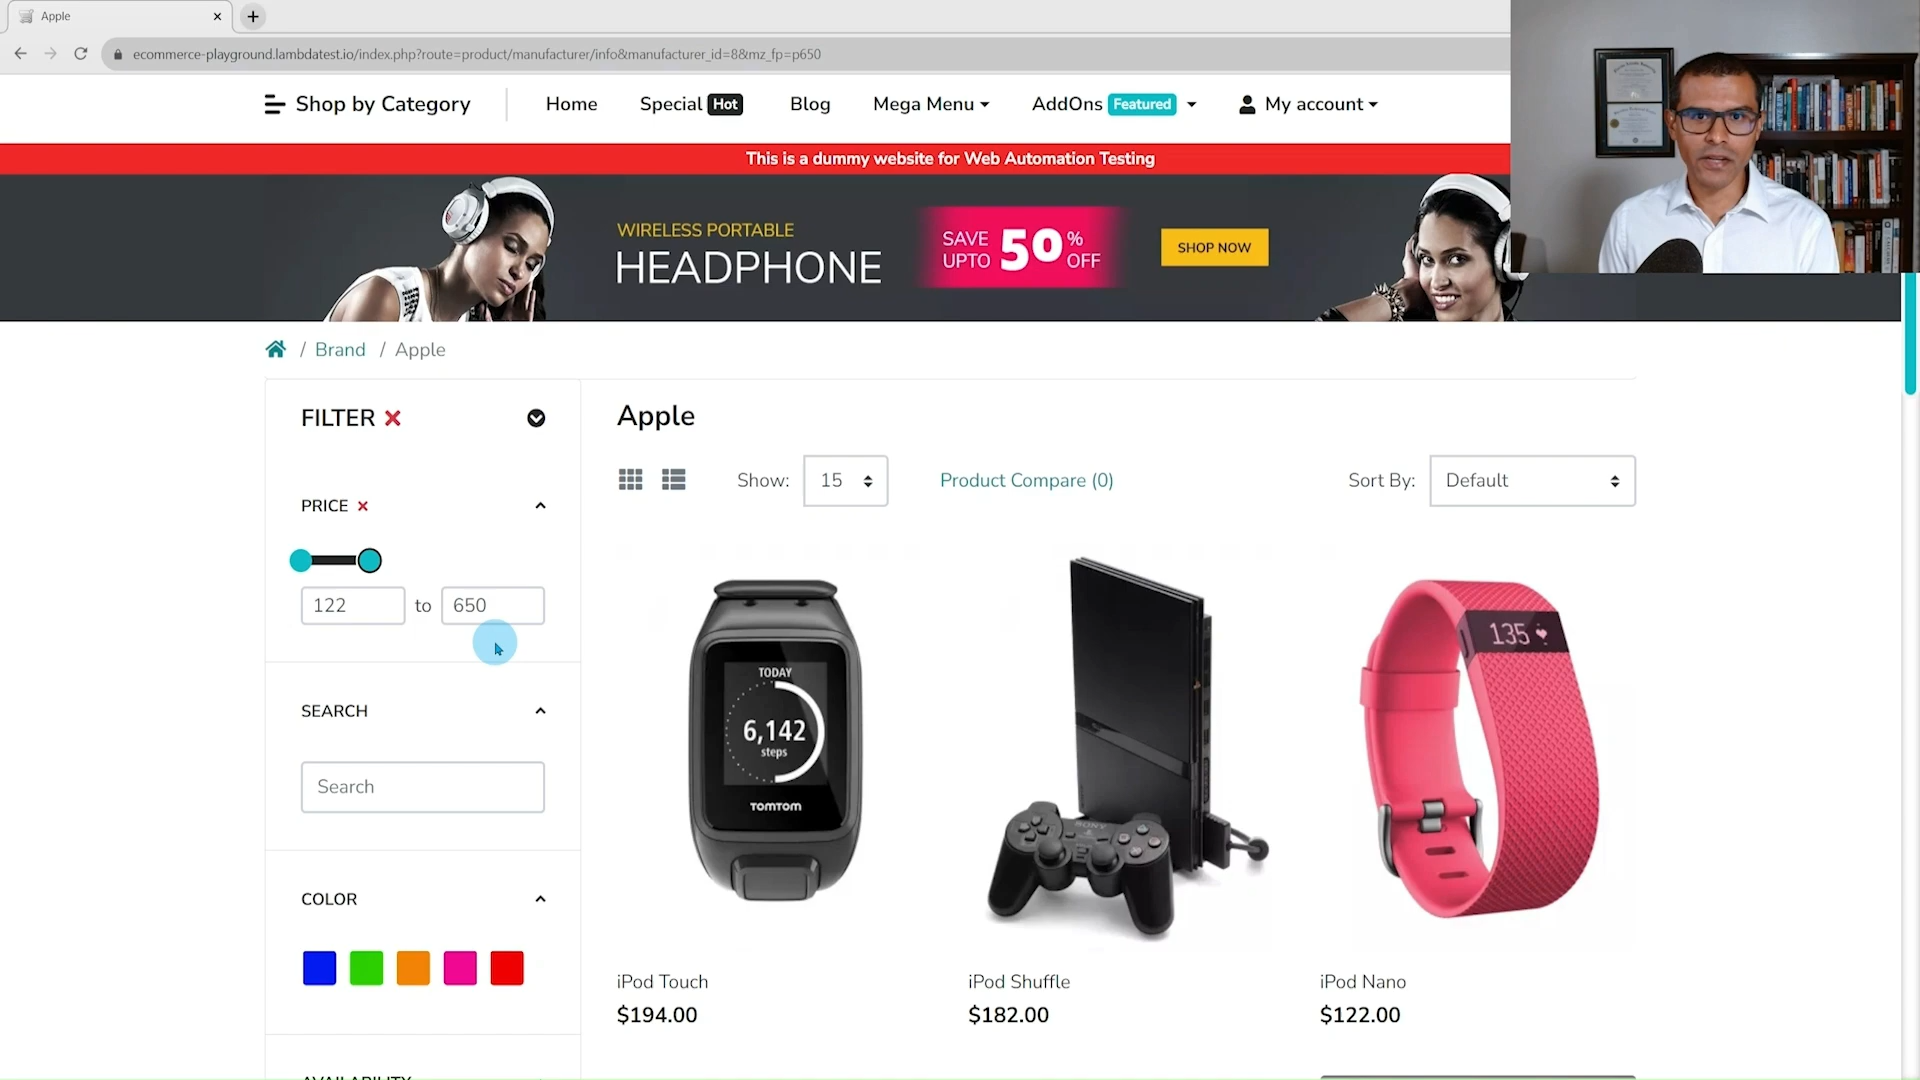 Apple
ecommerce-playground.lambdatest.io/index.php?route=product/manufacturer/info&manufacturer_id=8&mz_fp=p650
Shop by Category
Home
Special Hot
Blog
Mega Menu
AddOns Featured
My account
This is a dummy website for Web Automation Testing
WIRELESS PORTABLE
HEADPHONE
SAVE UPTO 50% OFF
SHOP NOW
/ Brand / Apple
FILTER
Apple
Show: 15
Product Compare (0)
Sort By: Default
PRICE
122 to 650
SEARCH
Search
COLOR
TODAY
6,142
steps
TOMTOM
SONY
135
iPod Touch
$194.00
iPod Shuffle
$182.00
iPod Nano
$122.00
AVAILABILITY